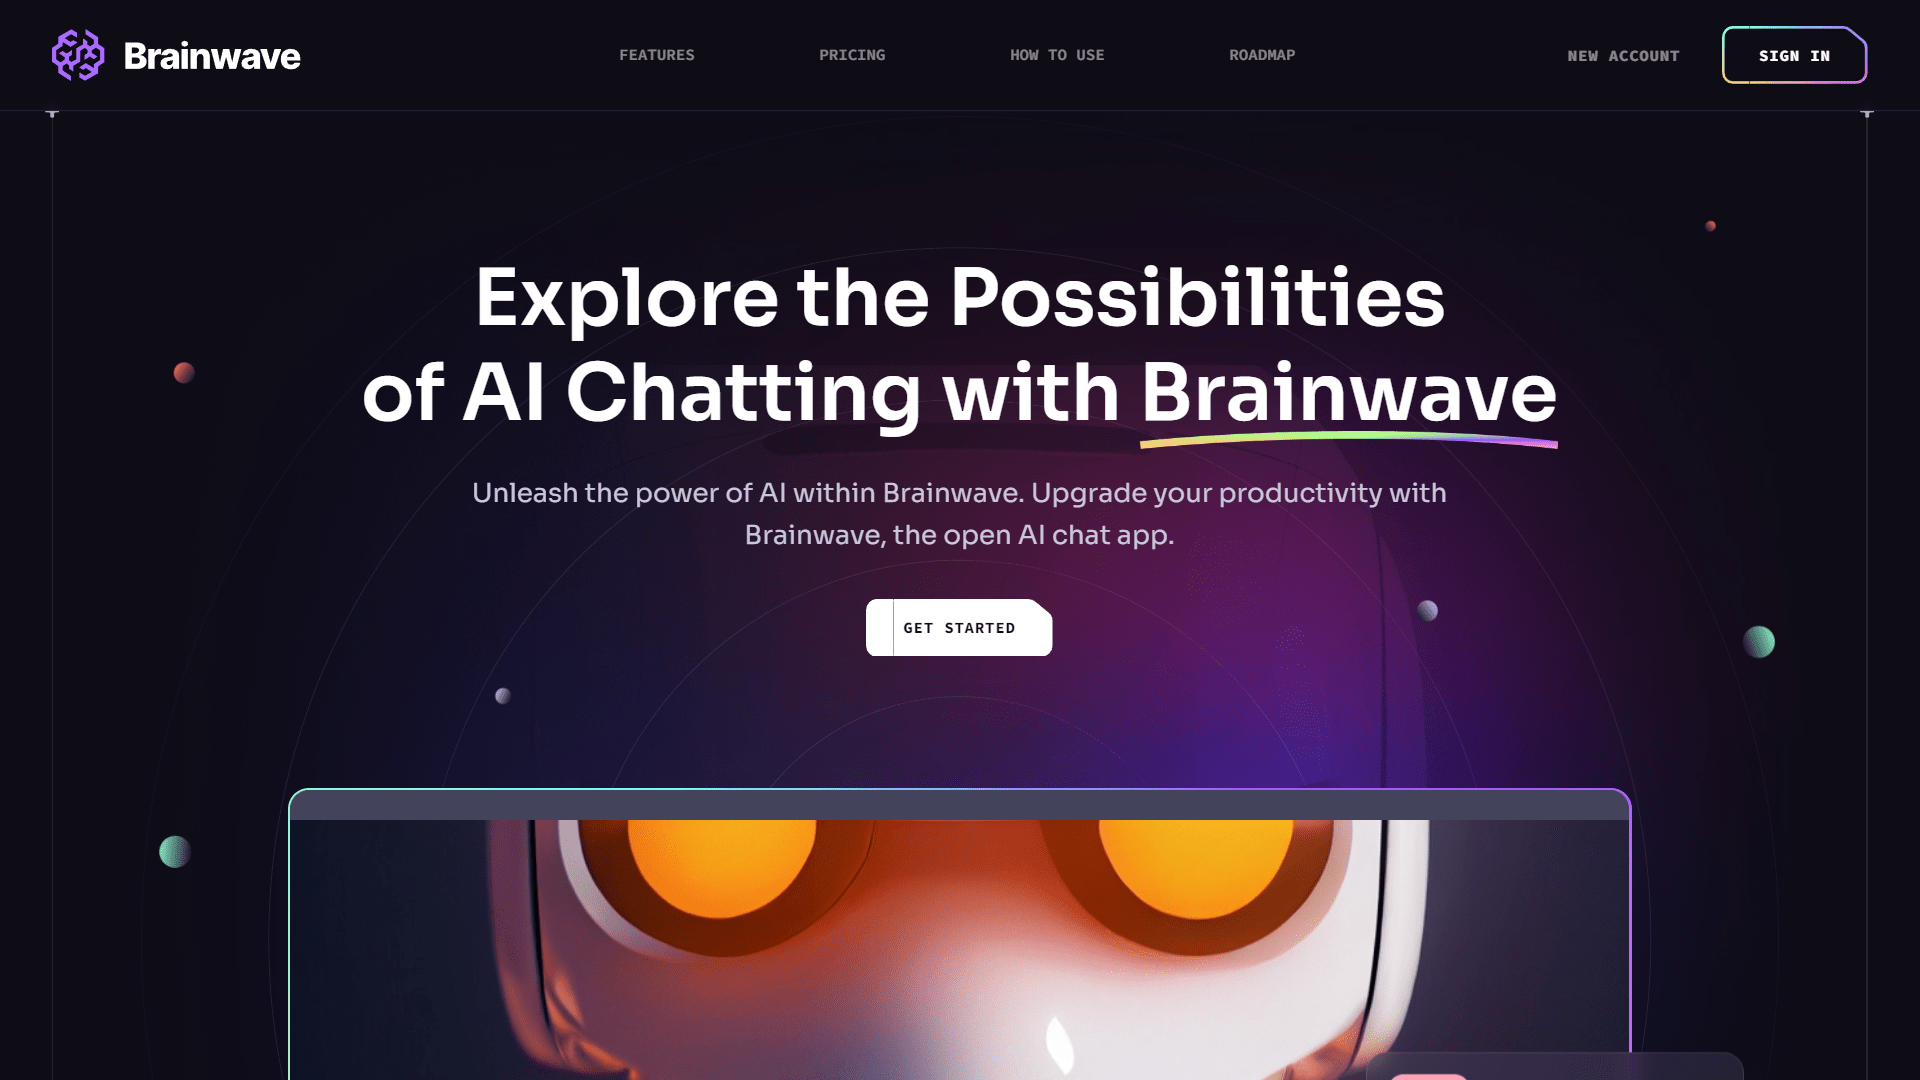 Brainwave
FEATURES
PRICING
HOW TO USE
ROADMAP
NEW ACCOUNT
SIGN IN
Explore the Possibilities
of AI Chatting with Brainwave
Unleash the power of AI within Brainwave. Upgrade your productivity with
Brainwave, the open AI chat app.
GET STARTED